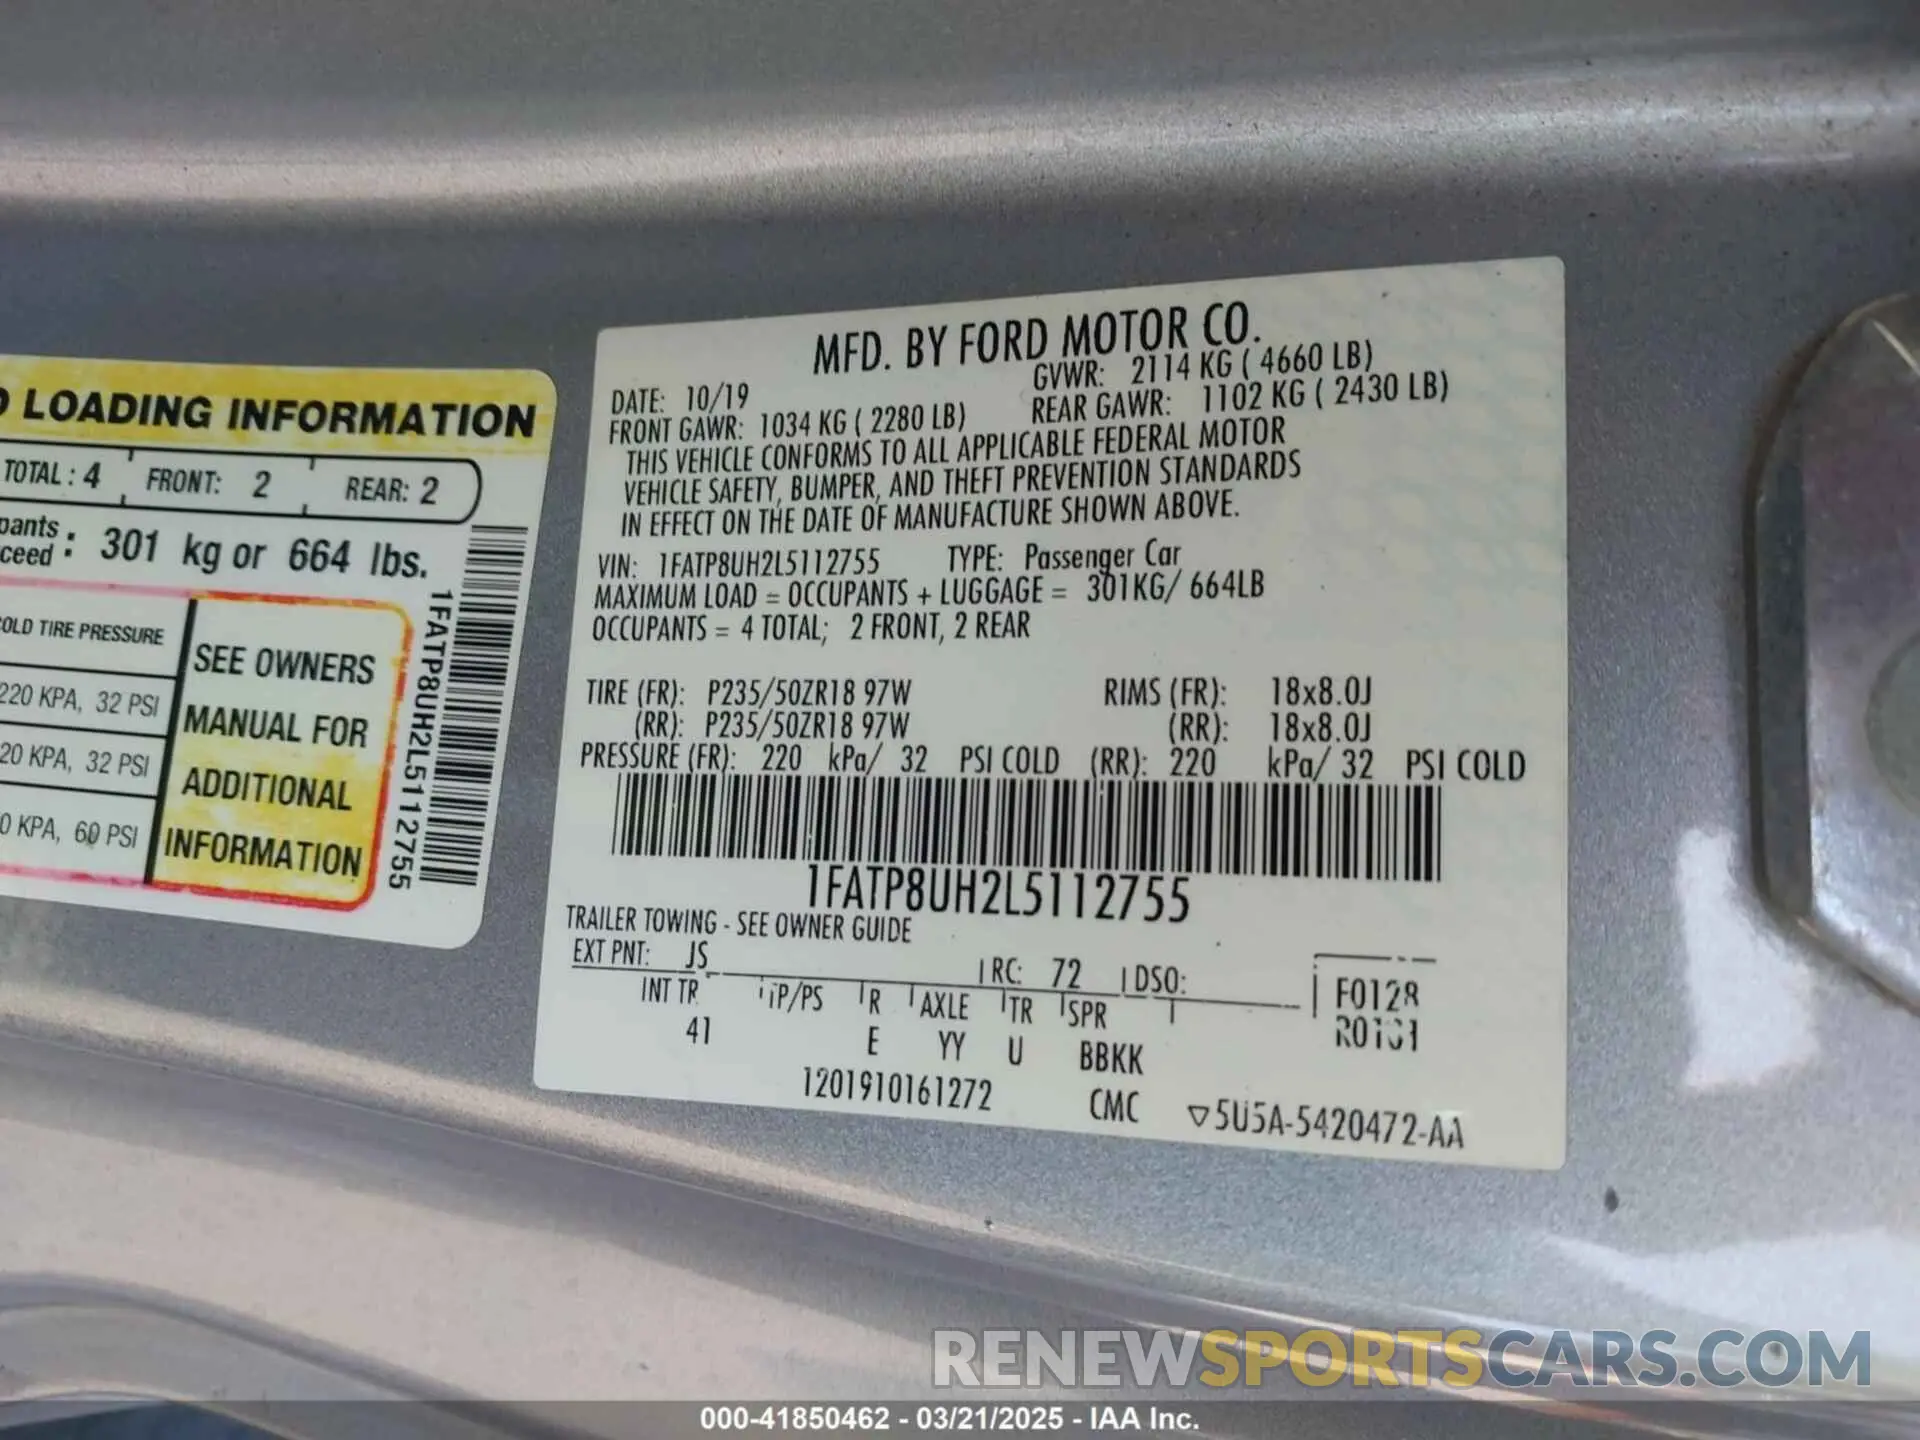 LOADING INFORMATION
TOTAL : 4 FRONT: 2 REAR: 2
: 301 kg or 664 lbs.
TIRE PRESSURE
220 KPA, 32 PSI
KPA, 32 PSI
KPA, 60 PSI
SEE OWNERS
MANUAL FOR
ADDITIONAL
INFORMATION
1FATP8UH2L5112755
MFD. BY FORD MOTOR CO.
DATE: 10/19 GVWR: 2114 KG ( 4660 LB)
FRONT GAWR: 1034 KG ( 2280 LB) REAR GAWR: 1102 KG ( 2430 LB)
THIS VEHICLE CONFORMS TO ALL APPLICABLE FEDERAL MOTOR
VEHICLE SAFETY, BUMPER, AND THEFT PREVENTION STANDARDS
IN EFFECT ON THE DATE OF MANUFACTURE SHOWN ABOVE.
VIN: 1FATP8UH2L5112755 TYPE: Passenger Car
MAXIMUM LOAD = OCCUPANTS + LUGGAGE = 301KG/ 664LB
OCCUPANTS = 4 TOTAL; 2 FRONT, 2 REAR
TIRE (FR): P235/50ZR18 97W RIMS (FR): 18x8.0J
(RR): P235/50ZR18 97W (RR): 18x8.0J
PRESSURE (FR): 220 kPa/ 32 PSI COLD (RR): 220 kPa/ 32 PSI COLD
1FATP8UH2L5112755
TRAILER TOWING - SEE OWNER GUIDE
EXT PNT: JS RC: 72 DSO:
INT TR TP/PS R AXLE TR SPR F0128
41 E YY U BBKK
1201910161272 CMC 5U5A-5420472-AA
RENEWSPORTSCARS.COM
000-41850462 - 03/21/2025 - IAA Inc.